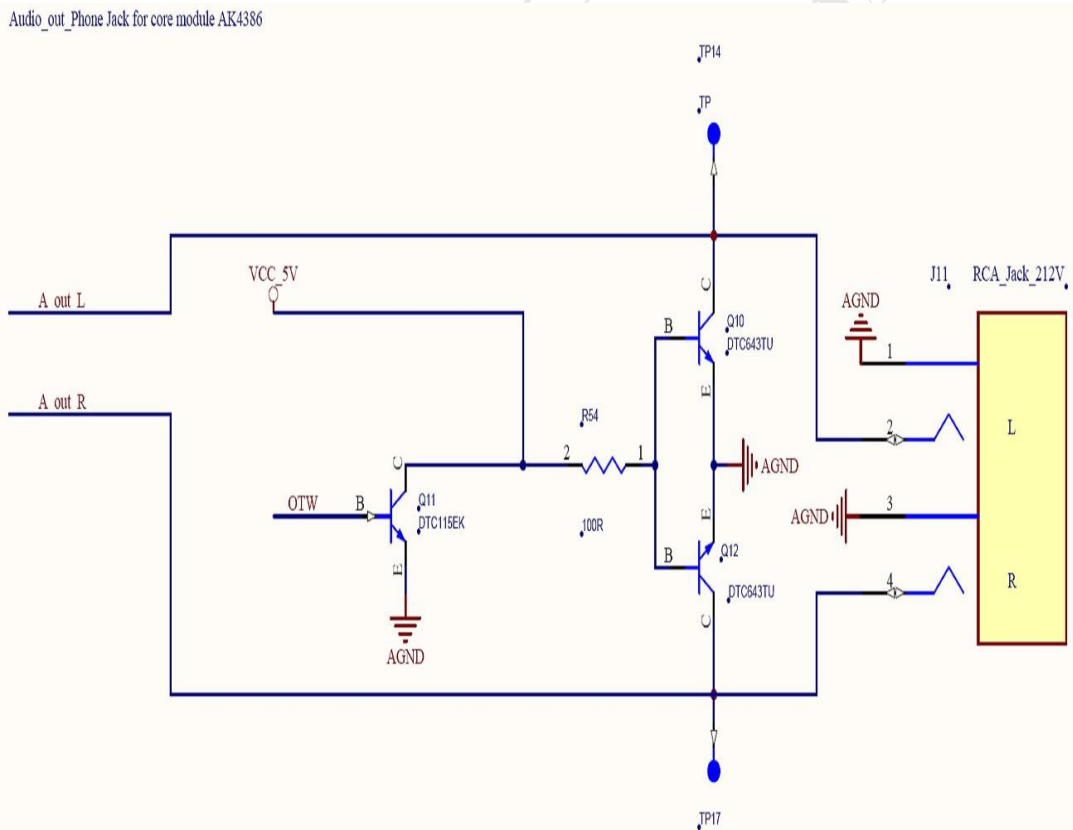 Audio_out_Phone Jack for core module AK4386
TP14
TP
VCC_5V
J11 RCA_Jack_212V
A out L
AGND
C
B
Q10
DTC643TU
1
A out R
E
R54
2
L
C
2
1
AGND
OTW
B
Q11
DTC115EK
100R
AGND
3
E
E
B
Q12
DTC643TU
4
R
C
AGND
TP17